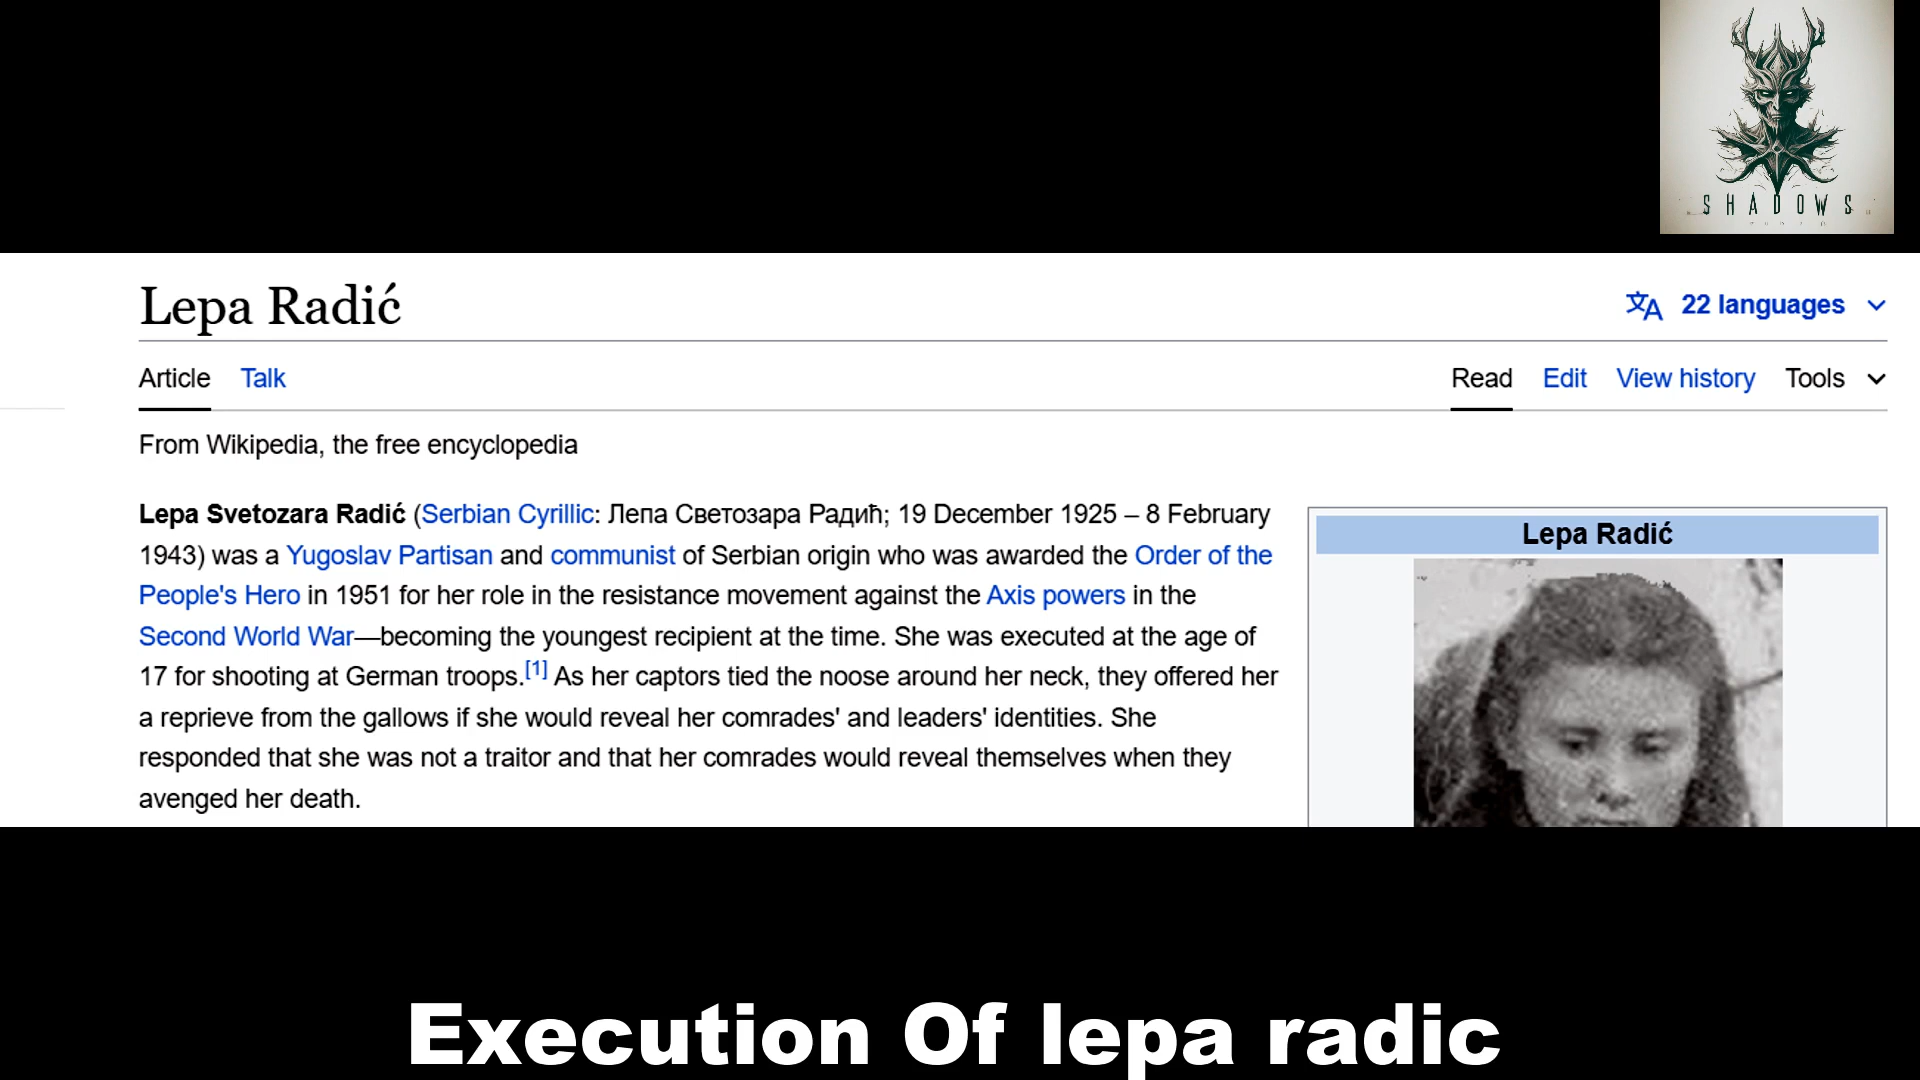 SHADOWS
Lepa Radić
22 languages
Article Talk
Read Edit View history Tools
From Wikipedia, the free encyclopedia
Lepa Svetozara Radić (Serbian Cyrillic: Лепа Светозара Радић; 19 December 1925 – 8 February
1943) was a Yugoslav Partisan and communist of Serbian origin who was awarded the Order of the
People's Hero in 1951 for her role in the resistance movement against the Axis powers in the
Second World War—becoming the youngest recipient at the time. She was executed at the age of
17 for shooting at German troops.[1] As her captors tied the noose around her neck, they offered her
a reprieve from the gallows if she would reveal her comrades' and leaders' identities. She
responded that she was not a traitor and that her comrades would reveal themselves when they
avenged her death.
Lepa Radić
Execution Of lepa radic